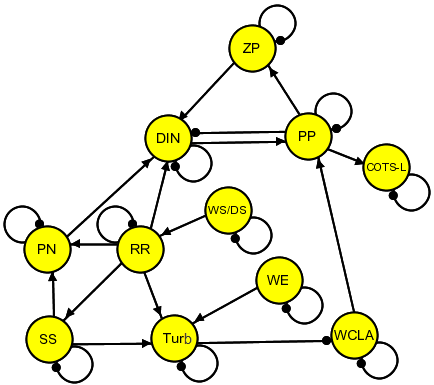 ZP
DIN
PP
COTS-L
WS/DS
PN
RR
WE
SS
Turb
WCLA